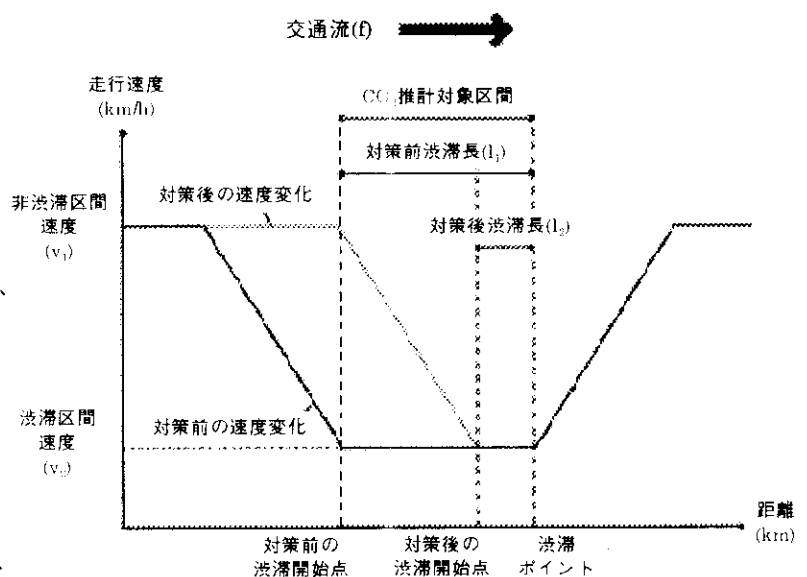 交通流(f)
走行速度
(km/h)
CO₂推計対象区間
対策前渋滞長(l₁)
対策後の速度変化
非渋滞区間
速度
(v₁)
対策後渋滞長(l₂)
渋滞区間
速度
(v₂)
対策前の速度変化
距離
(km)
対策前の
渋滞開始点
対策後の
渋滞開始点
渋滞
ポイント